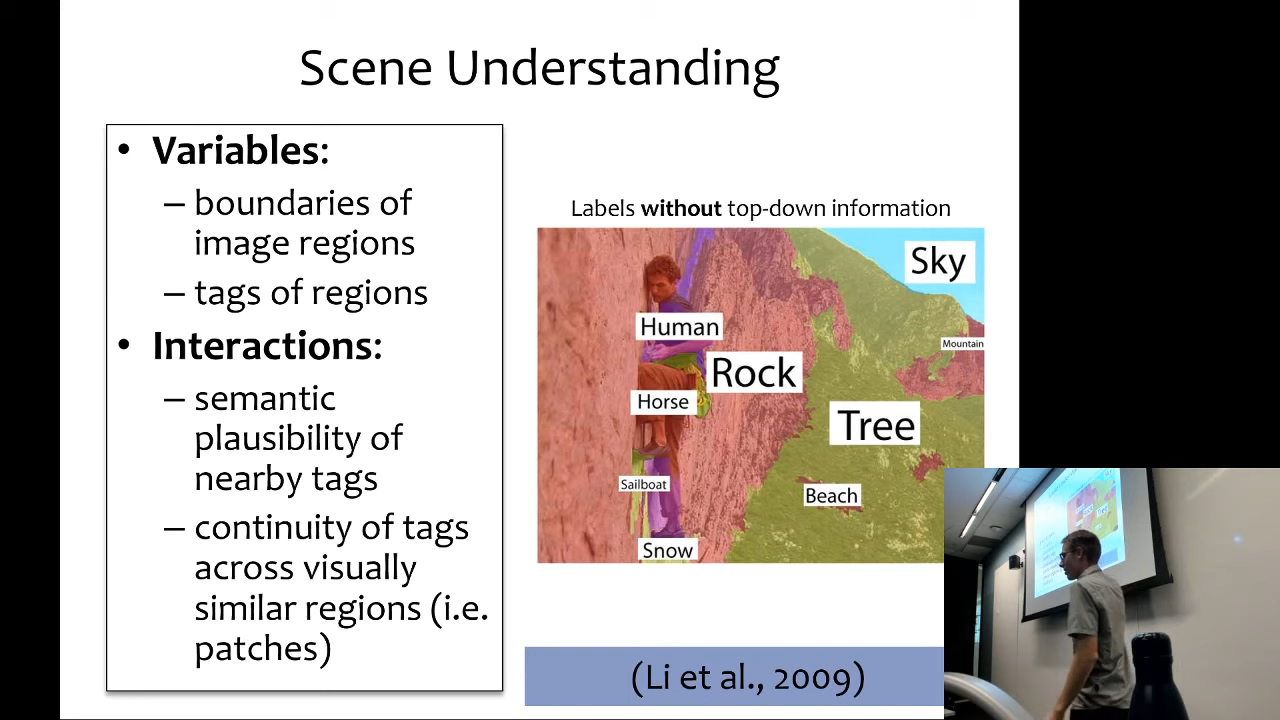 Scene Understanding
• Variables:
– boundaries of
image regions
– tags of regions
• Interactions:
– semantic
plausibility of
nearby tags
– continuity of tags
across visually
similar regions (i.e.
patches)
Labels without top-down information
Sky
Human
Mountain
Rock
Horse
Tree
Sailboat
Beach
Snow
(Li et al., 2009)